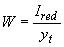 W = I_red / y_t